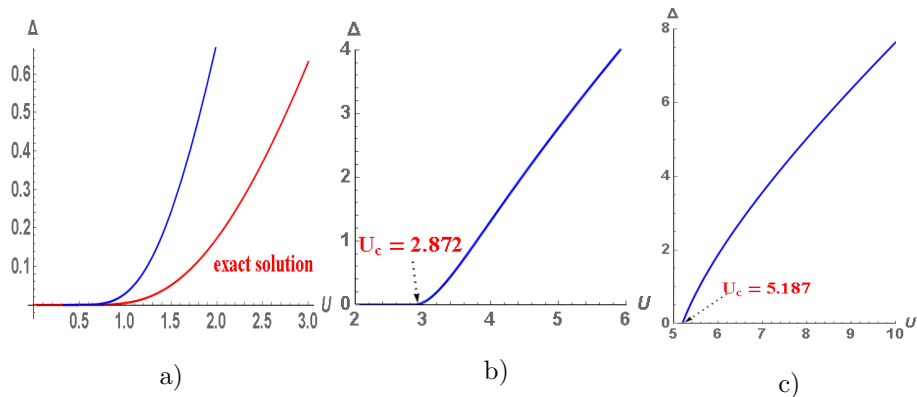 Δ
0.6
0.5
0.4
0.3
0.2
0.1
exact solution
U
0.5 1.0 1.5 2.0 2.5 3.0
a)
Δ
4
3
2
1
0
U_c = 2.872
U
2 3 4 5 6
b)
Δ
8
6
4
2
0
U_c = 5.187
U
5 6 7 8 9 10
c)